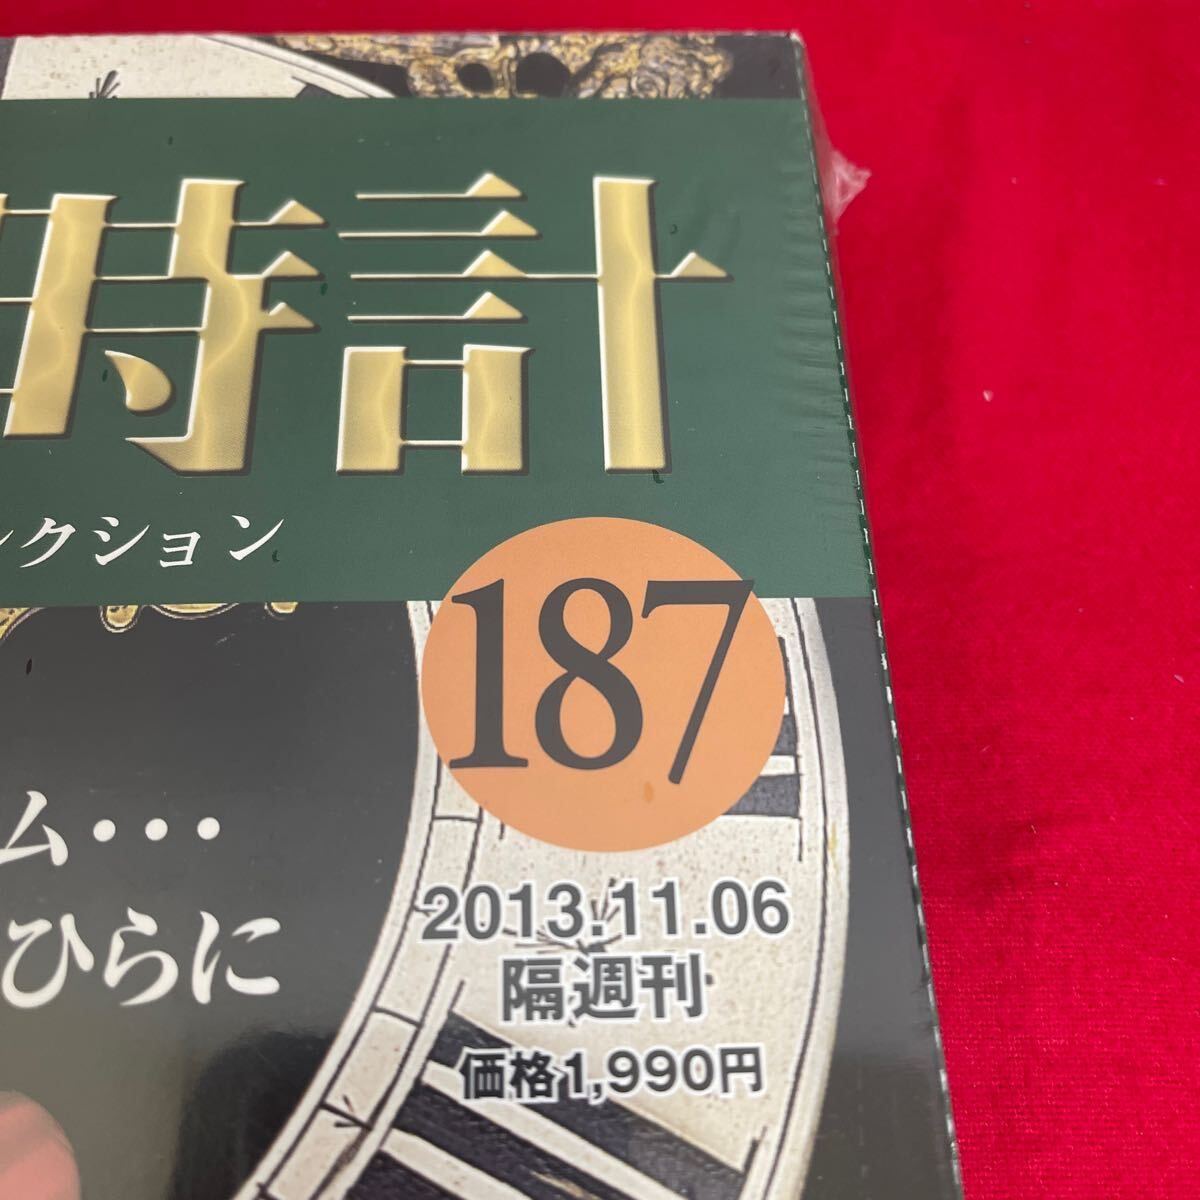 時計
レクション
187
ム・・・
ひらに
2013.11.06
隔週刊
価格1,990円